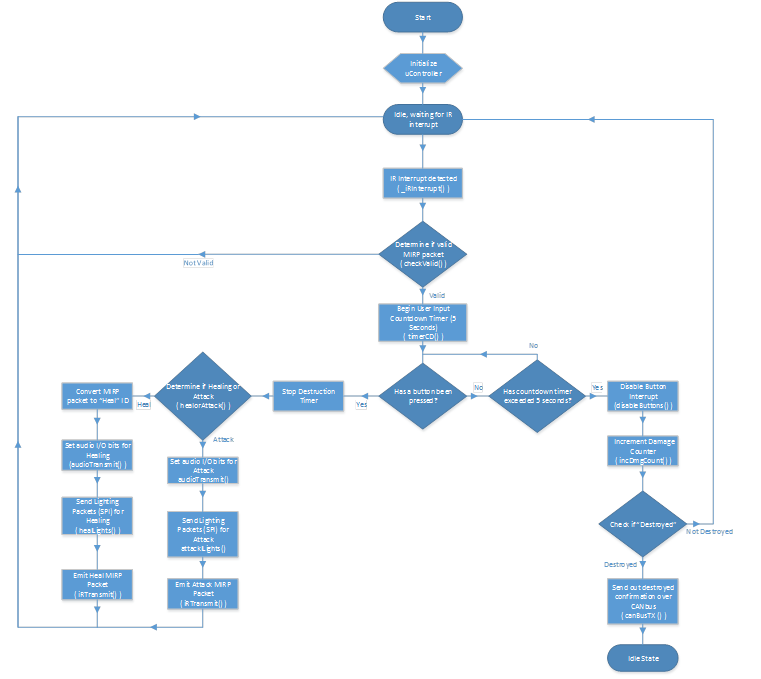 Start
Initialize
uController
Idle, waiting for IR
interrupt
IR Interrupt detected
( _iRInterrupt() )
Determine if valid
MIRP packet
( checkValid() )
Not Valid
Valid
Begin User Input
Countdown Timer (5
Seconds)
( timerCD() )
No
Has a button been
pressed?
No
Has countdown timer
exceeded 5 seconds?
Yes
Disable Button
Interrupt
(disableButtons() )
Yes
Stop Destruction
Timer
Determine if Healing or
Attack
( healorAttack() )
Heal
Convert MIRP
packet to "Heal" ID
Attack
Set audio I/O bits for
Healing
(audioTransmit() )
Send Lighting
Packets (SPI) for
Healing
( healLights() )
Emit Heal MIRP
Packet
( iRTransmit() )
Set audio I/O bits for
Attack
audioTransmit()
Send Lighting
Packets (SPI) for
Attack
attackLights()
Emit Attack MIRP
Packet
( iRTransmit() )
Increment Damage
Counter
( incDmgCount() )
Check if "Destroyed"
Not Destroyed
Destroyed
Send out destroyed
confirmation over
CANbus
( canBusTX () )
Idle State